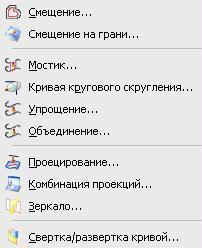 Смещение...
Смещение на грани...
Мостик...
Кривая кругового скругления...
Упрощение...
Объединение...
Проецирование...
Комбинация проекций...
Зеркало...
Свертка/развертка кривой...